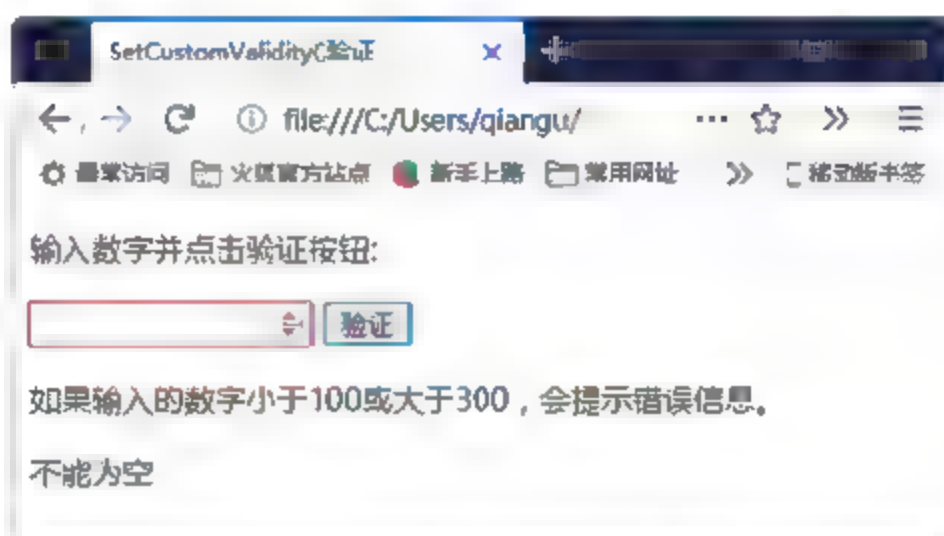 SetCustomValidity()验证
file:///C:/Users/qiangu/
最常访问 火狐官方站点 新手上路 常用网址 移动版书签
输入数字并点击验证按钮:
验证
如果输入的数字小于100或大于300，会提示错误信息。
不能为空